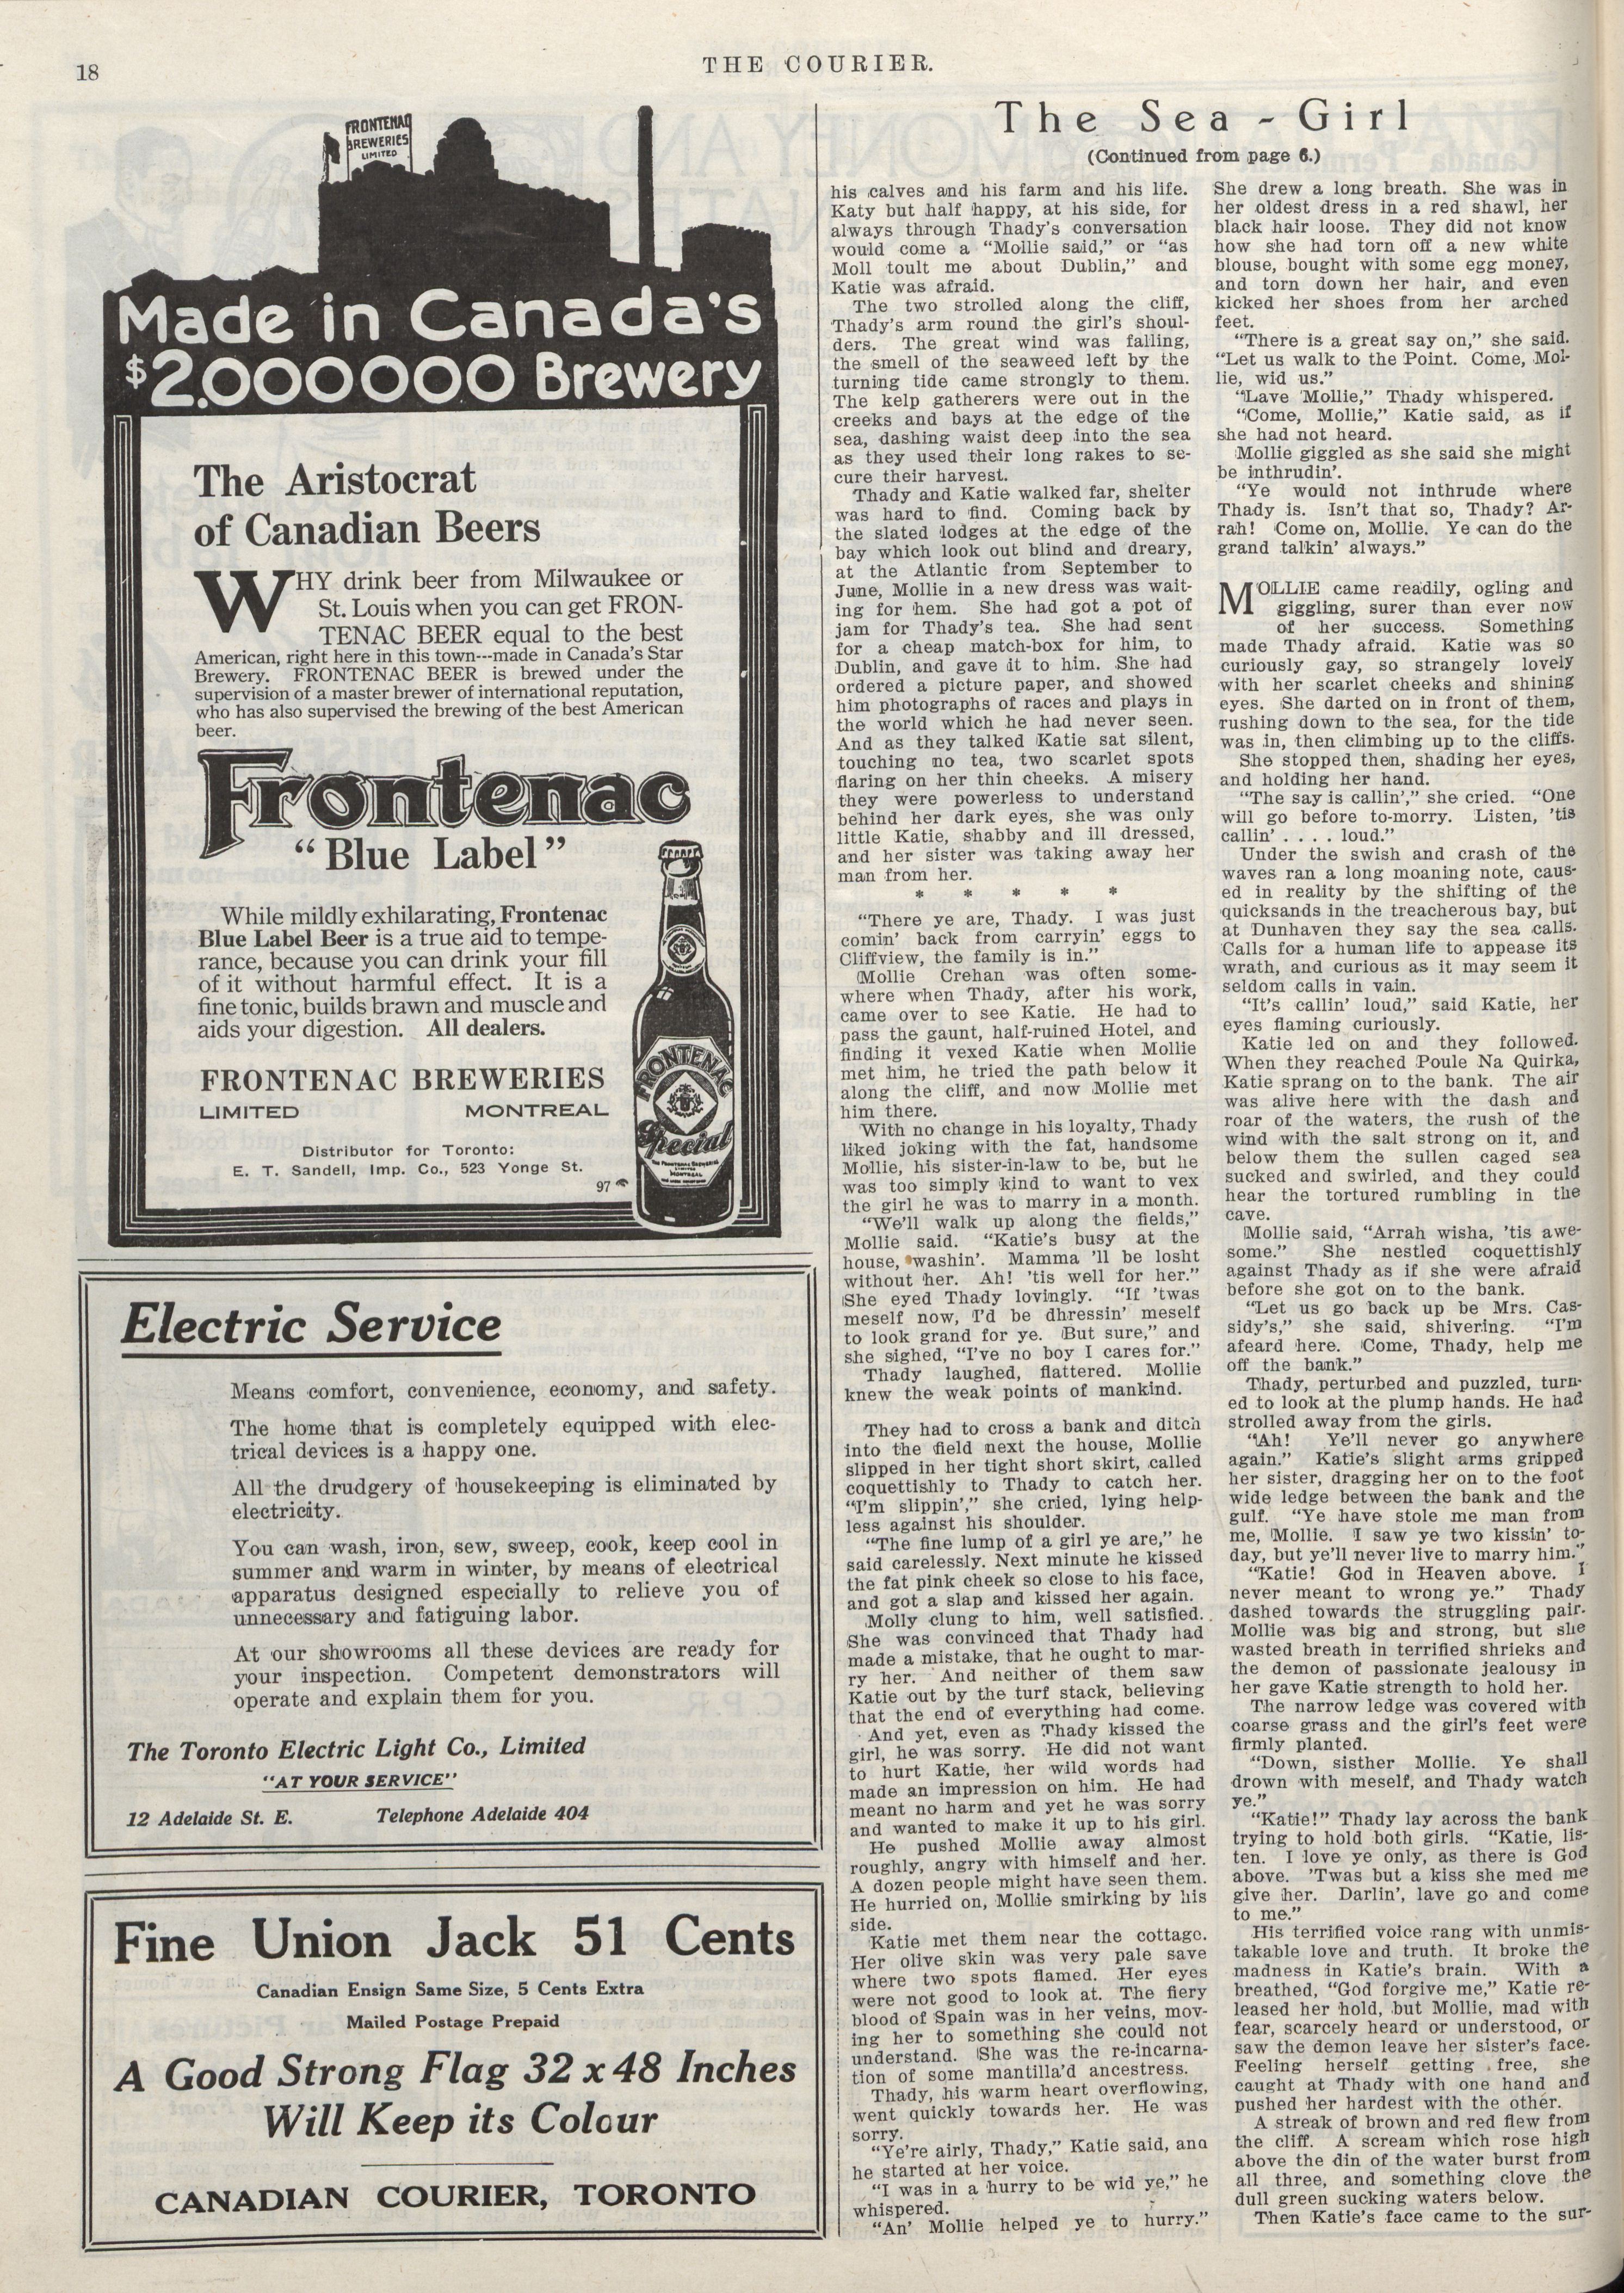 18
THE COURIER.
FRONTENAC
BREWERIES
LIMITED
Made in Canada's
$2,000000 Brewery
The Aristocrat
of Canadian Beers
WHY drink beer from Milwaukee or
St. Louis when you can get FRON-
TENAC BEER equal to the best
American, right here in this town---made in Canada's Star
Brewery. FRONTENAC BEER is brewed under the
supervision of a master brewer of international reputation,
who has also supervised the brewing of the best American
beer.
Frontenac
"Blue Label"
While mildly exhilarating, Frontenac
Blue Label Beer is a true aid to tempe-
rance, because you can drink your fill
of it without harmful effect. It is a
fine tonic, builds brawn and muscle and
aids your digestion. All dealers.
FRONTENAC BREWERIES
LIMITED MONTREAL
Distributor for Toronto:
E. T. Sandell, Imp. Co., 523 Yonge St.
97
FRONTENAC
Special
MONTREAL
Electric Service
Means comfort, convenience, economy, and safety.
The home that is completely equipped with elec-
trical devices is a happy one.
All the drudgery of housekeeping is eliminated by
electricity.
You can wash, iron, sew, sweep, cook, keep cool in
summer and warm in winter, by means of electrical
apparatus designed especially to relieve you of
unnecessary and fatiguing labor.
At our showrooms all these devices are ready for
your inspection. Competent demonstrators will
operate and explain them for you.
The Toronto Electric Light Co., Limited
"AT YOUR SERVICE"
12 Adelaide St. E. Telephone Adelaide 404
Fine Union Jack 51 Cents
Canadian Ensign Same Size, 5 Cents Extra
Mailed Postage Prepaid
A Good Strong Flag 32 x 48 Inches
Will Keep its Colour
CANADIAN COURIER, TORONTO
The Sea-Girl
(Continued from page 6.)
his calves and his farm and his life.
Katy but half happy, at his side, for
always through Thady's conversation
would come a "Mollie said," or "as
Moll toult me about Dublin," and
Katie was afraid.
The two strolled along the cliff,
Thady's arm round the girl's shoul-
ders. The great wind was falling,
the smell of the seaweed left by the
turning tide came strongly to them.
The kelp gatherers were out in the
creeks and bays at the edge of the
sea, dashing waist deep into the sea
as they used their long rakes to se-
cure their harvest.
Thady and Katie walked far, shelter
was hard to find. Coming back by
the slated lodges at the edge of the
bay which look out blind and dreary,
at the Atlantic from September to
June, Mollie in a new dress was wait-
ing for hem. She had got a pot of
jam for Thady's tea. She had sent
for a cheap match-box for him, to
Dublin, and gave it to him. She had
ordered a picture paper, and showed
him photographs of races and plays in
the world which he had never seen.
And as they talked Katie sat silent,
touching no tea, two scarlet spots
flaring on her thin cheeks. A misery
they were powerless to understand
behind her dark eyes, she was only
little Katie, shabby and ill dressed,
and her sister was taking away her
man from her.
* * * * *
"There ye are, Thady. I was just
comin' back from carryin' eggs to
Cliffview, the family is in."
Mollie Crehan was often some-
where when Thady, after his work,
came over to see Katie. He had to
pass the gaunt, half-ruined Hotel, and
finding it vexed Katie when Mollie
met him, he tried the path below it
along the cliff, and now Mollie met
him there.
With no change in his loyalty, Thady
liked joking with the fat, handsome
Mollie, his sister-in-law to be, but he
was too simply kind to want to vex
the girl he was to marry in a month.
"We'll walk up along the fields,"
Mollie said. "Katie's busy at the
house, washin'. Mamma 'll be losht
without her. Ah! 'tis well for her."
She eyed Thady lovingly. "If 'twas
meself now, I'd be dhressin' meself
to look grand for ye. But sure," and
she sighed, "I've no boy I cares for."
Thady laughed, flattered. Mollie
knew the weak points of mankind.
They had to cross a bank and ditch
into the field next the house, Mollie
slipped in her tight short skirt, called
coquettishly to Thady to catch her.
"I'm slippin'," she cried, lying help-
less against his shoulder.
"The fine lump of a girl ye are," he
said carelessly. Next minute he kissed
the fat pink cheek so close to his face,
and got a slap and kissed her again.
Molly clung to him, well satisfied.
She was convinced that Thady had
made a mistake, that he ought to mar-
ry her. And neither of them saw
Katie out by the turf stack, believing
that the end of everything had come.
And yet, even as Thady kissed the
girl, he was sorry. He did not want
to hurt Katie, her wild words had
made an impression on him. He had
meant no harm and yet he was sorry
and wanted to make it up to his girl.
He pushed Mollie away almost
roughly, angry with himself and her.
A dozen people might have seen them.
He hurried on, Mollie smirking by his
side.
Katie met them near the cottage.
Her olive skin was very pale save
where two spots flamed. Her eyes
were not good to look at. The fiery
blood of Spain was in her veins, mov-
ing her to something she could not
understand. She was the re-incarna-
tion of some mantilla'd ancestress.
Thady, his warm heart overflowing,
went quickly towards her. He was
sorry.
"Ye're airly, Thady," Katie said, and
he started at her voice.
"I was in a hurry to be wid ye," he
whispered.
"An' Mollie helped ye to hurry."
She drew a long breath. She was in
her oldest dress in a red shawl, her
black hair loose. They did not know
how she had torn off a new white
blouse, bought with some egg money,
and torn down her hair, and even
kicked her shoes from her arched
feet.
"There is a great say on," she said.
"Let us walk to the Point. Come, Mol-
lie, wid us."
"Lave Mollie," Thady whispered.
"Come, Mollie," Katie said, as if
she had not heard.
Mollie giggled as she said she might
be inthrudin'.
"Ye would not inthrude where
Thady is. Isn't that so, Thady? Ar-
rah! Come on, Mollie. Ye can do the
grand talkin' always."
MOLLIE came readily, ogling and
giggling, surer than ever now
of her success. Something
made Thady afraid. Katie was so
curiously gay, so strangely lovely
with her scarlet cheeks and shining
eyes. She darted on in front of them,
rushing down to the sea, for the tide
was in, then climbing up to the cliffs.
She stopped them, shading her eyes,
and holding her hand.
"The say is callin'," she cried. "One
will go before to-morry. Listen, 'tis
callin' . . . . loud."
Under the swish and crash of the
waves ran a long moaning note, caus-
ed in reality by the shifting of the
quicksands in the treacherous bay, but
at Dunhaven they say the sea calls.
Calls for a human life to appease its
wrath, and curious as it may seem it
seldom calls in vain.
"It's callin' loud," said Katie, her
eyes flaming curiously.
Katie led on and they followed.
When they reached Poule Na Quirka,
Katie sprang on to the bank. The air
was alive here with the dash and
roar of the waters, the rush of the
wind with the salt strong on it, and
below them the sullen caged sea
sucked and swirled, and they could
hear the tortured rumbling in the
cave.
Mollie said, "Arrah wisha, 'tis awe-
some." She nestled coquettishly
against Thady as if she were afraid
before she got on to the bank.
"Let us go back up be Mrs. Cas-
sidy's," she said, shivering. "I'm
afeard here. Come, Thady, help me
off the bank."
Thady, perturbed and puzzled, turn-
ed to look at the plump hands. He had
strolled away from the girls.
"Ah! Ye'll never go anywhere
again." Katie's slight arms gripped
her sister, dragging her on to the foot
wide ledge between the bank and the
gulf. "Ye have stole me man from
me, Mollie. I saw ye two kissin' to-
day, but ye'll never live to marry him."
"Katie! God in Heaven above. I
never meant to wrong ye." Thady
dashed towards the struggling pair.
Mollie was big and strong, but she
wasted breath in terrified shrieks and
the demon of passionate jealousy in
her gave Katie strength to hold her.
The narrow ledge was covered with
coarse grass and the girl's feet were
firmly planted.
"Down, sisther Mollie. Ye shall
drown with meself, and Thady watch
ye."
"Katie!" Thady lay across the bank
trying to hold both girls. "Katie, lis-
ten. I love ye only, as there is God
above. 'Twas but a kiss she med me
give her. Darlin', lave go and come
to me."
His terrified voice rang with unmis-
takable love and truth. It broke the
madness in Katie's brain. With a
breathed, "God forgive me," Katie re-
leased her hold, but Mollie, mad with
fear, scarcely heard or understood, or
saw the demon leave her sister's face.
Feeling herself getting free, she
caught at Thady with one hand and
pushed her hardest with the other.
A streak of brown and red flew from
the cliff. A scream which rose high
above the din of the water burst from
all three, and something clove the
dull green sucking waters below.
Then Katie's face came to the sur-